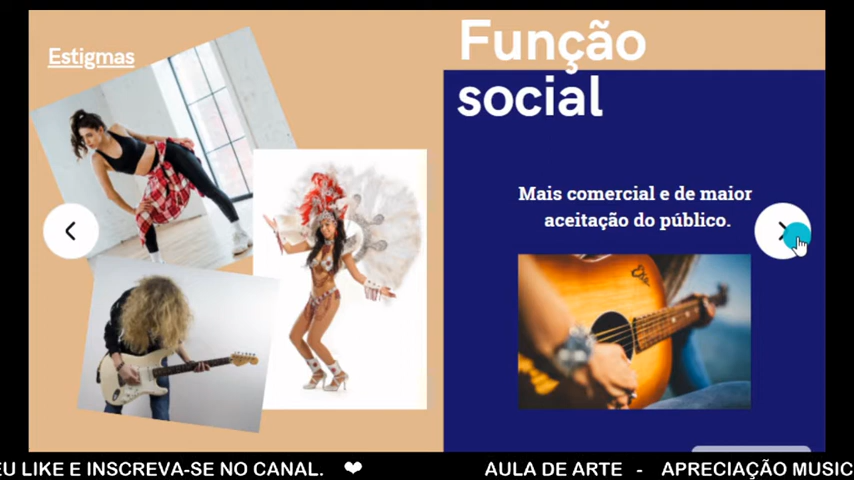 Estigmas
Função
social
Mais comercial e de maior
aceitação do público.
EU LIKE E INSCREVA-SE NO CANAL. ❤ AULA DE ARTE - APRECIAÇÃO MUSIC